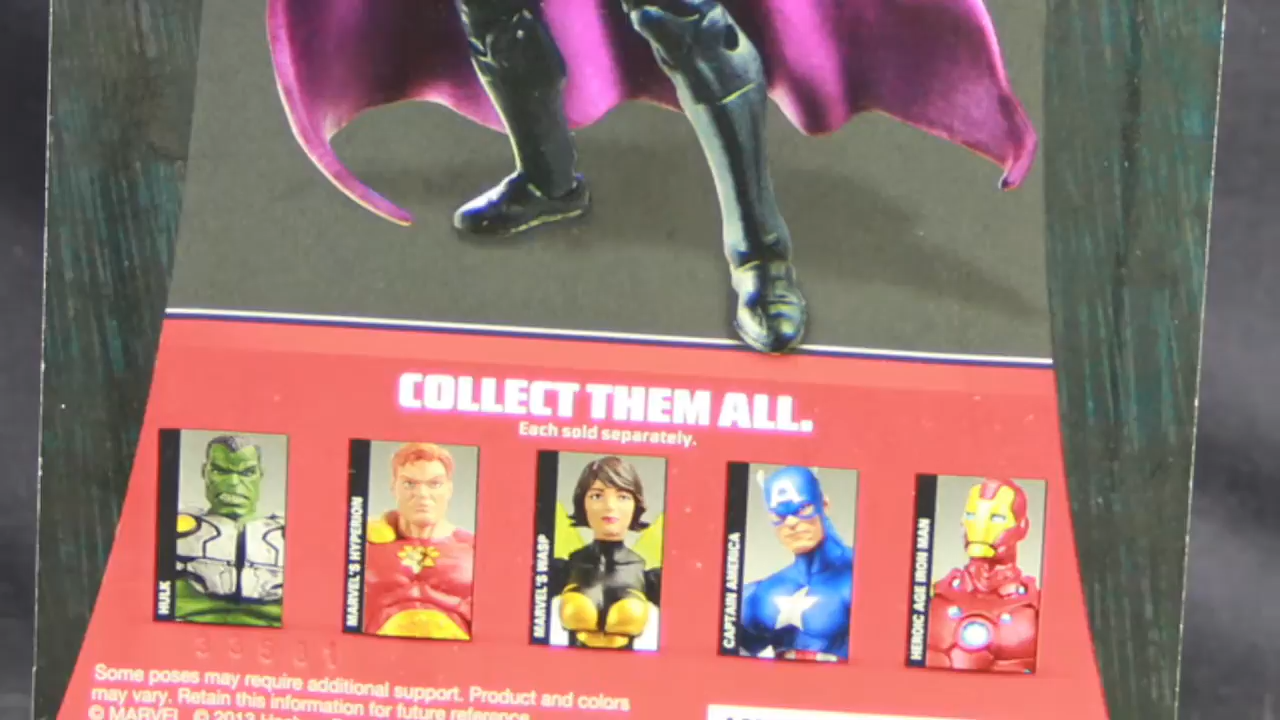 COLLECT THEM ALL.
Each sold separately.
HULK
MARVEL'S HYPERION
MARVEL'S WASP
CAPTAIN AMERICA
HEROIC AGE IRON MAN
Some poses may require additional support. Product and colors
may vary. Retain this information for future reference.
© MARVEL. © 2013